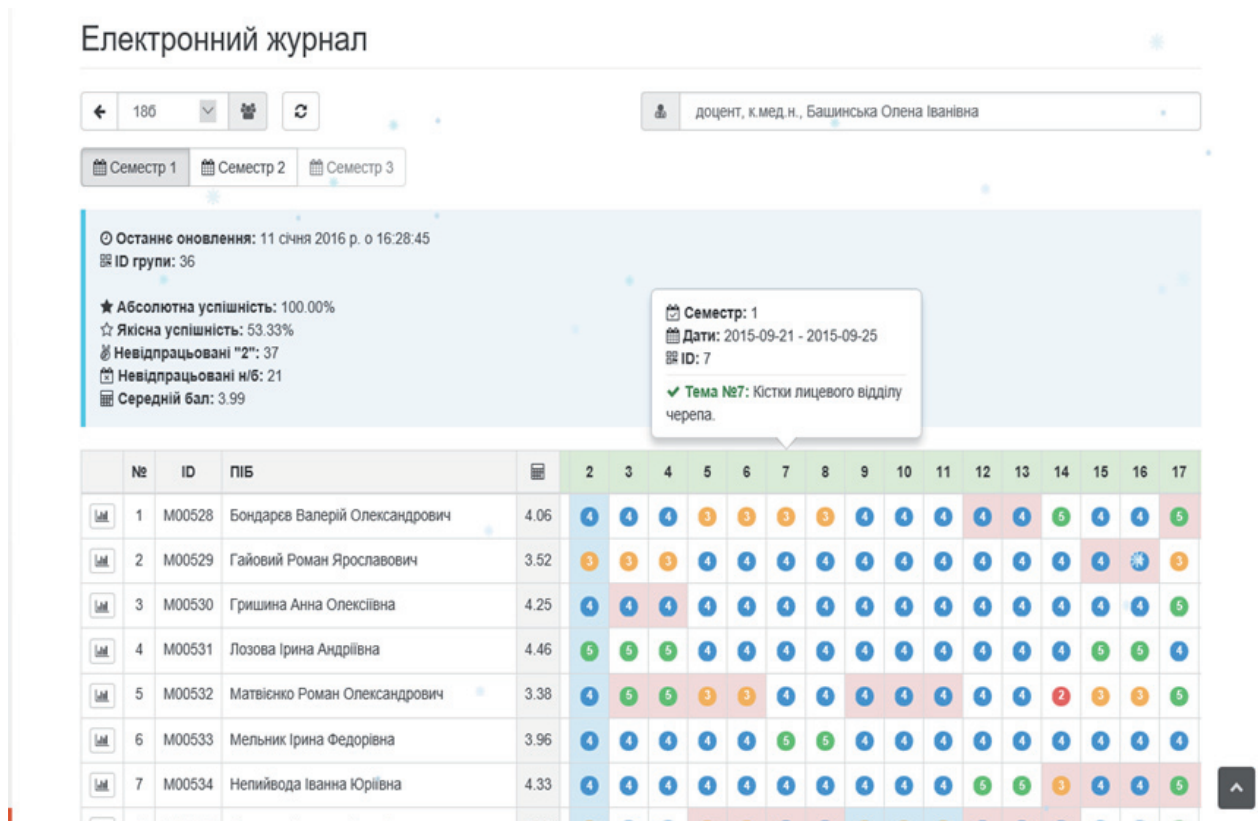 Електронний журнал
18б
доцент, к.мед.н., Башинська Олена Іванівна
Семестр 1 Семестр 2 Семестр 3
Останнє оновлення: 11 січня 2016 р. о 16:28:45
ID групи: 36
Абсолютна успішність: 100.00%
Якісна успішність: 53.33%
Невідпрацьовані "2": 37
Невідпрацьовані н/б: 21
Середній бал: 3.99
Семестр: 1
Дати: 2015-09-21 - 2015-09-25
ID: 7
Тема №7: Кістки лицевого відділу
черепа.
№ ID ПІБ 2 3 4 5 6 7 8 9 10 11 12 13 14 15 16 17
1 M00528 Бондарєв Валерій Олександрович 4.06 4 4 4 3 3 3 3 4 4 4 4 4 5 4 4 5
2 M00529 Гайовий Роман Ярославович 3.52 3 3 3 4 4 4 4 4 4 4 4 4 4 4 3
3 M00530 Гришина Анна Олексіївна 4.25 4 4 4 4 4 4 4 4 4 4 4 4 4 4 4 5
4 M00531 Лозова Ірина Андріївна 4.46 5 5 5 4 4 4 4 4 4 4 4 4 4 5 5 4
5 M00532 Матвієнко Роман Олександрович 3.38 4 5 5 3 3 4 4 4 4 4 4 4 2 3 3 5
6 M00533 Мельник Ірина Федорівна 3.96 4 4 4 4 4 5 5 4 4 4 4 4 4 4 4 4
7 M00534 Непийвода Іванна Юріївна 4.33 4 4 4 4 4 4 4 4 4 4 5 5 3 4 4 5